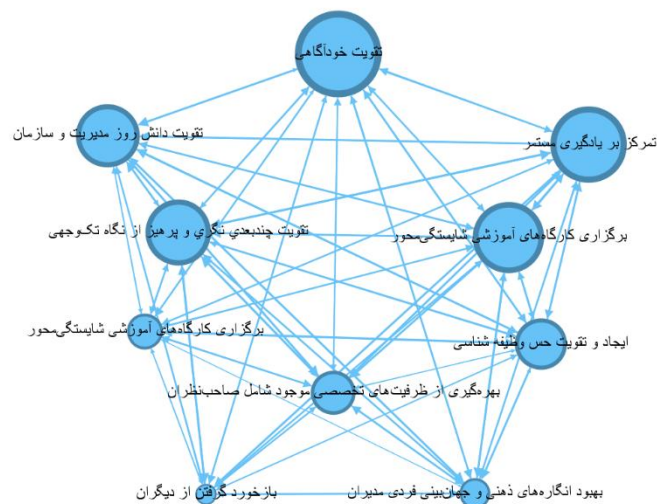 تقویت خودآگاهی
تقویت دانش روز مدیریت و سازمان
تمرکز بر یادگیری مستمر
تقویت چندبعدي نگري و پرهیز از نگاه تک‌وجهی
برگزاری کارگاه‌های آموزشی شایستگی‌محور
برگزاری کارگاه‌های آموزشی شایستگی‌محور
ایجاد و تقویت حس وظیفه شناسی
بهره‌گیری از ظرفیت‌های تخصصی موجود شامل صاحب‌نظران
بازخورد گرفتن از دیگران
بهبود انگاره‌های ذهنی و جهان‌بینی فردی مدیران